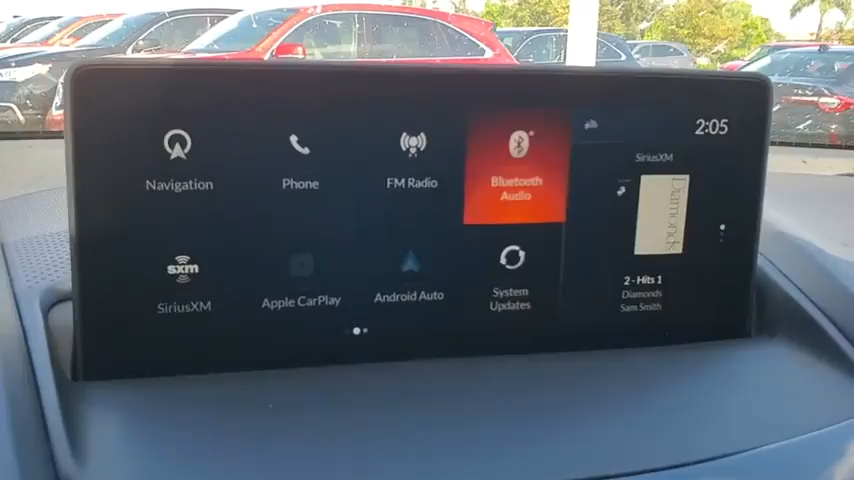 2:05
Navigation
Phone
FM Radio
Bluetooth
Audio
SiriusXM
Diamonds
sxm
SiriusXM
Apple CarPlay
Android Auto
System
Updates
2 - Hits 1
Diamonds
Sam Smith